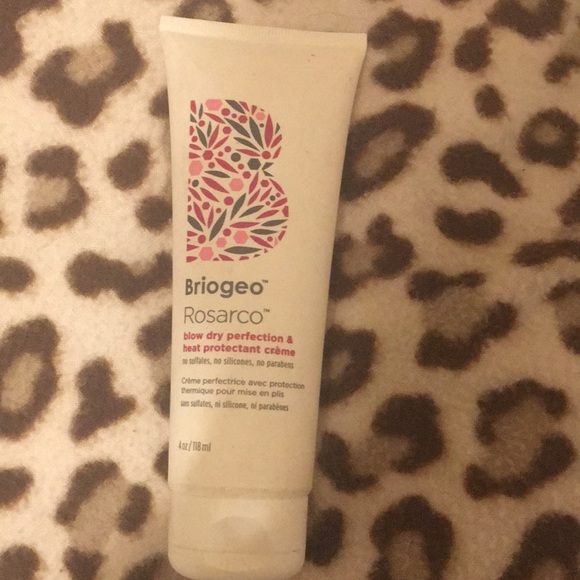 B
Briogeo™
Rosarco™
blow dry perfection &
heat protectant crème
no sulfates, no silicones, no parabens
Crème perfectrice avec protection
thermique pour mise en plis
san sulfates, ni silicone, ni parabènes
4 oz / 118 ml